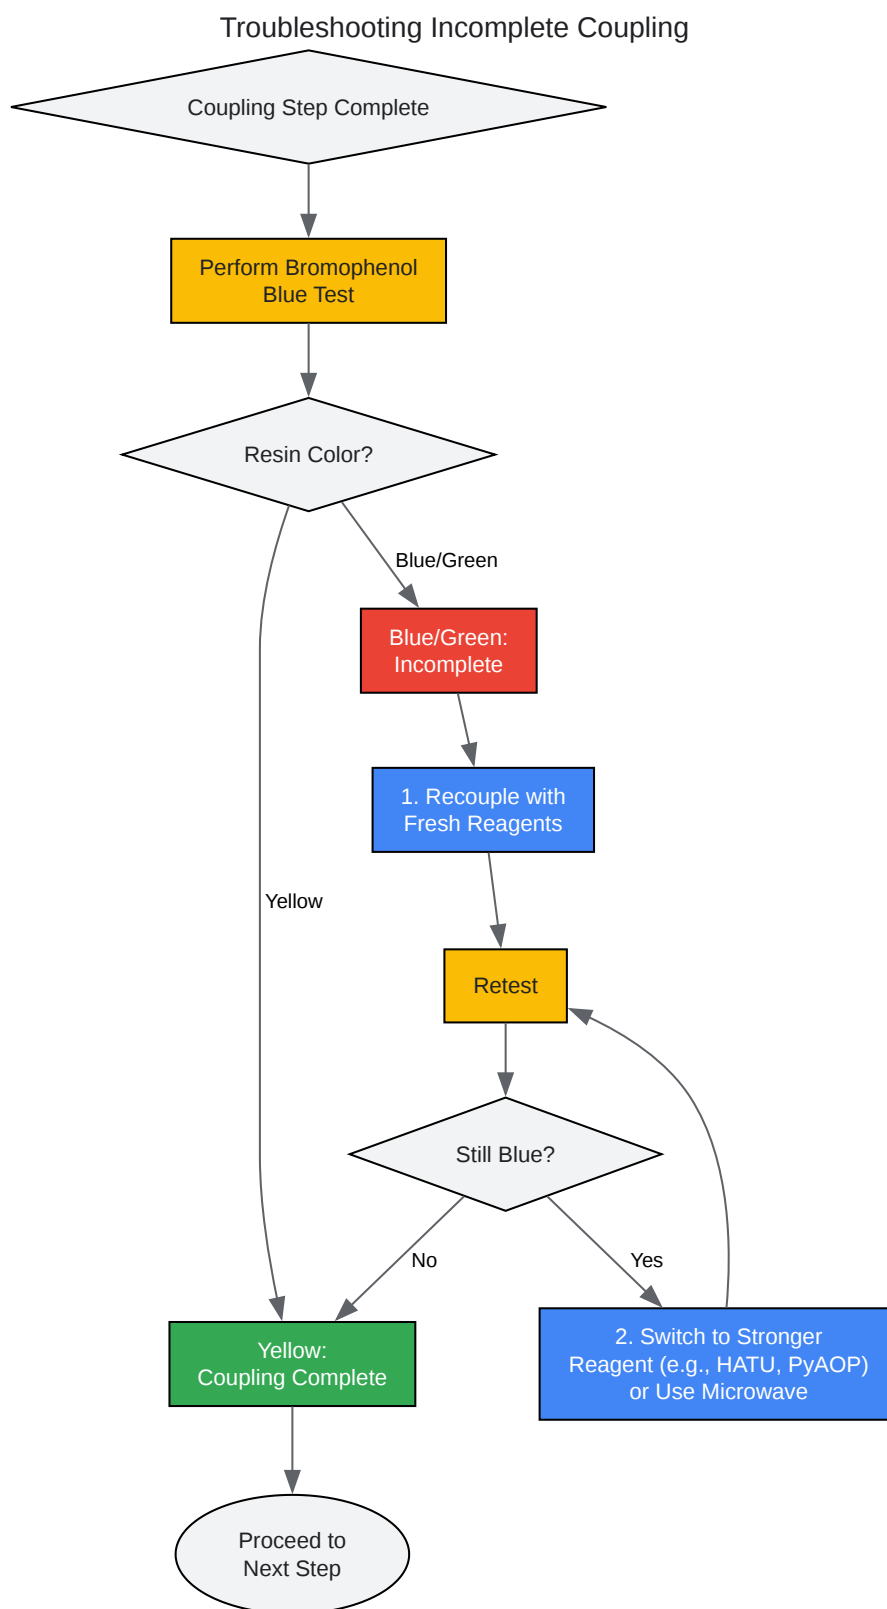 Troubleshooting Incomplete Coupling
Coupling Step Complete
Perform Bromophenol
Blue Test
Resin Color?
Blue/Green
Blue/Green:
Incomplete
1. Recouple with
Fresh Reagents
Yellow
Retest
Still Blue?
No
Yes
Yellow:
Coupling Complete
2. Switch to Stronger
Reagent (e.g., HATU, PyAOP)
or Use Microwave
Proceed to
Next Step